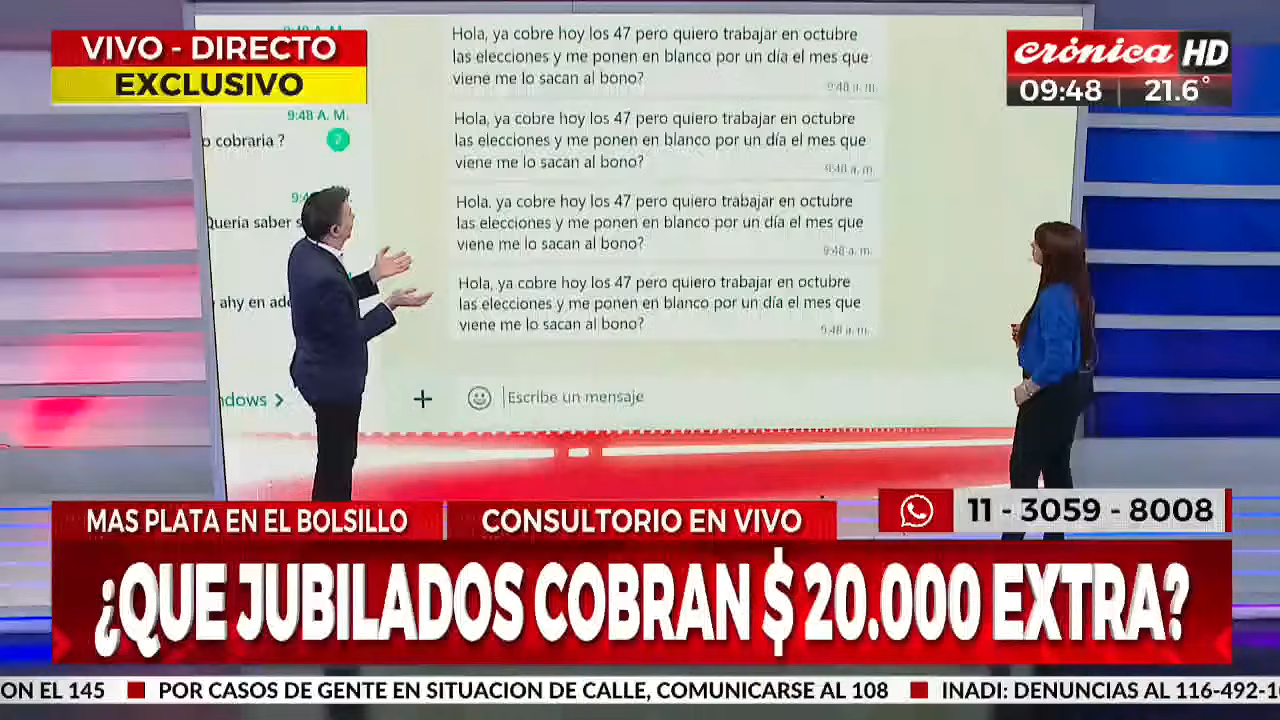 VIVO - DIRECTO
EXCLUSIVO
crónica HD
09:48 21.6°
9:48 A. M.
o cobraria ?
2
Queria saber
ahy en
ndows >
Hola, ya cobre hoy los 47 pero quiero trabajar en octubre
las elecciones y me ponen en blanco por un día el mes que
viene me lo sacan al bono?
9:48 a. m.
Hola, ya cobre hoy los 47 pero quiero trabajar en octubre
las elecciones y me ponen en blanco por un día el mes que
viene me lo sacan al bono?
9:48 a. m.
Hola, ya cobre hoy los 47 pero quiero trabajar en octubre
las elecciones y me ponen en blanco por un día el mes que
viene me lo sacan al bono?
9:48 a. m.
Hola, ya cobre hoy los 47 pero quiero trabajar en octubre
las elecciones y me ponen en blanco por un día el mes que
viene me lo sacan al bono?
9:48 a. m.
Escribe un mensaje
MAS PLATA EN EL BOLSILLO
CONSULTORIO EN VIVO
11 - 3059 - 8008
¿QUE JUBILADOS COBRAN $ 20.000 EXTRA?
ON EL 145 POR CASOS DE GENTE EN SITUACION DE CALLE, COMUNICARSE AL 108 INADI: DENUNCIAS AL 116-492-10